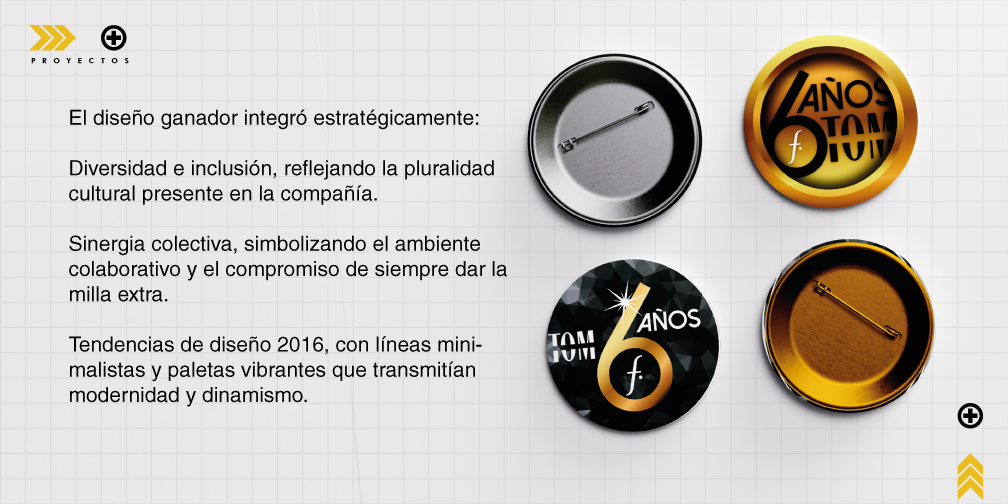 PROYECTOS
El diseño ganador integró estratégicamente:
Diversidad e inclusión, reflejando la pluralidad
cultural presente en la compañía.
Sinergia colectiva, simbolizando el ambiente
colaborativo y el compromiso de siempre dar la
milla extra.
Tendencias de diseño 2016, con líneas mini-
malistas y paletas vibrantes que transmitían
modernidad y dinamismo.
6 AÑOS
f. TOM
TOM 6 AÑOS
f.